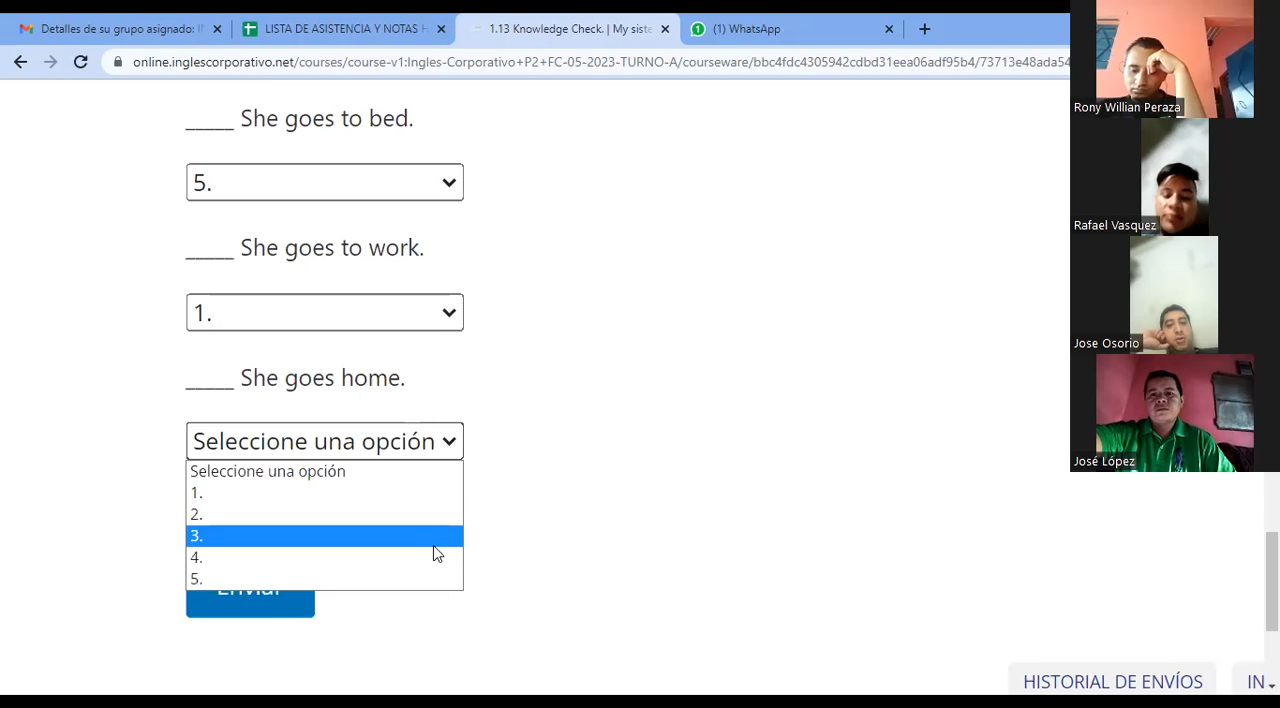 Detalles de su grupo asignado: I
LISTA DE ASISTENCIA Y NOTAS
1.13 Knowledge Check. | My siste
(1) WhatsApp
online.inglescorporativo.net/courses/course-v1:Ingles-Corporativo+P2+FC-05-2023-TURNO-A/courseware/bbc4fdc4305942cdbd31eea06adf95b4/73713e48ada54
_____ She goes to bed.
5.
_____ She goes to work.
1.
_____ She goes home.
Seleccione una opción
Seleccione una opción
1.
2.
3.
4.
5.
Enviar
HISTORIAL DE ENVÍOS
IN
Rony Willian Peraza
Rafael Vasquez
Jose Osorio
José López